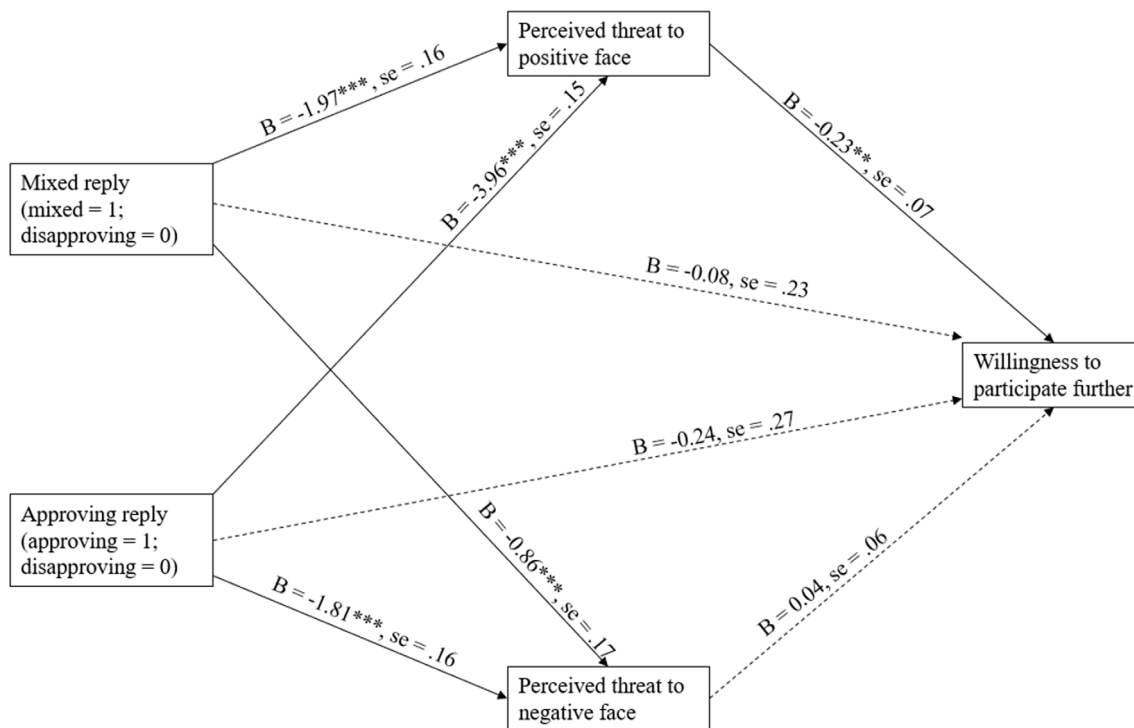 Perceived threat to
positive face
B = -1.97***, se = .16
B = -3.96***, se = .15
B = -0.23**, se = .07
Mixed reply
(mixed = 1;
disapproving = 0)
B = -0.08, se = .23
Willingness to
participate further
B = -0.24, se = .27
Approving reply
(approving = 1;
disapproving = 0)
B = -0.86***, se = .17
B = -1.81***, se = .16
B = 0.04, se = .06
Perceived threat to
negative face